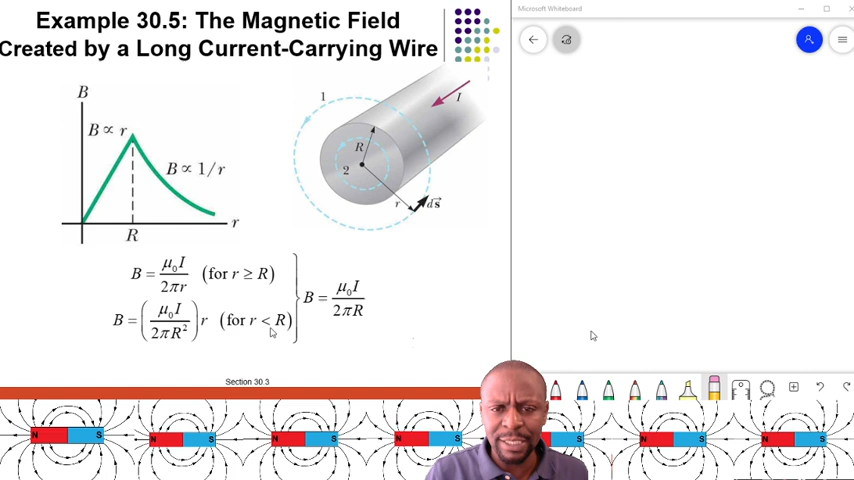 Example 30.5: The Magnetic Field
Created by a Long Current-Carrying Wire
Microsoft Whiteboard
B
B ∝ r
B ∝ 1/r
R
r
1
I
R
2
r
ds⃗
B = μ₀I / 2πr (for r ≥ R)
B = (μ₀I / 2πR²) r (for r < R)
B = μ₀I / 2πR
Section 30.3
N S
N S
N S
N S
S
N S
N S